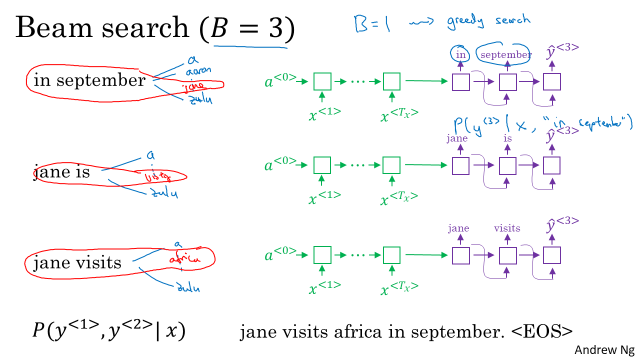 Beam search (B = 3)
B=1 ⟿ greedy search
in september
a
aaron
jane
zulu
a<0>
...
x<1>
x<Tx>
in
september
ŷ<3>
P(y<3> | x, "in september")
jane is
a
zulu
a<0>
...
x<1>
x<Tx>
jane
is
ŷ<3>
jane visits
a
africa
zulu
a<0>
...
x<1>
x<Tx>
jane
visits
ŷ<3>
P(y<1>, y<2> | x)
jane visits africa in september. <EOS>
Andrew Ng